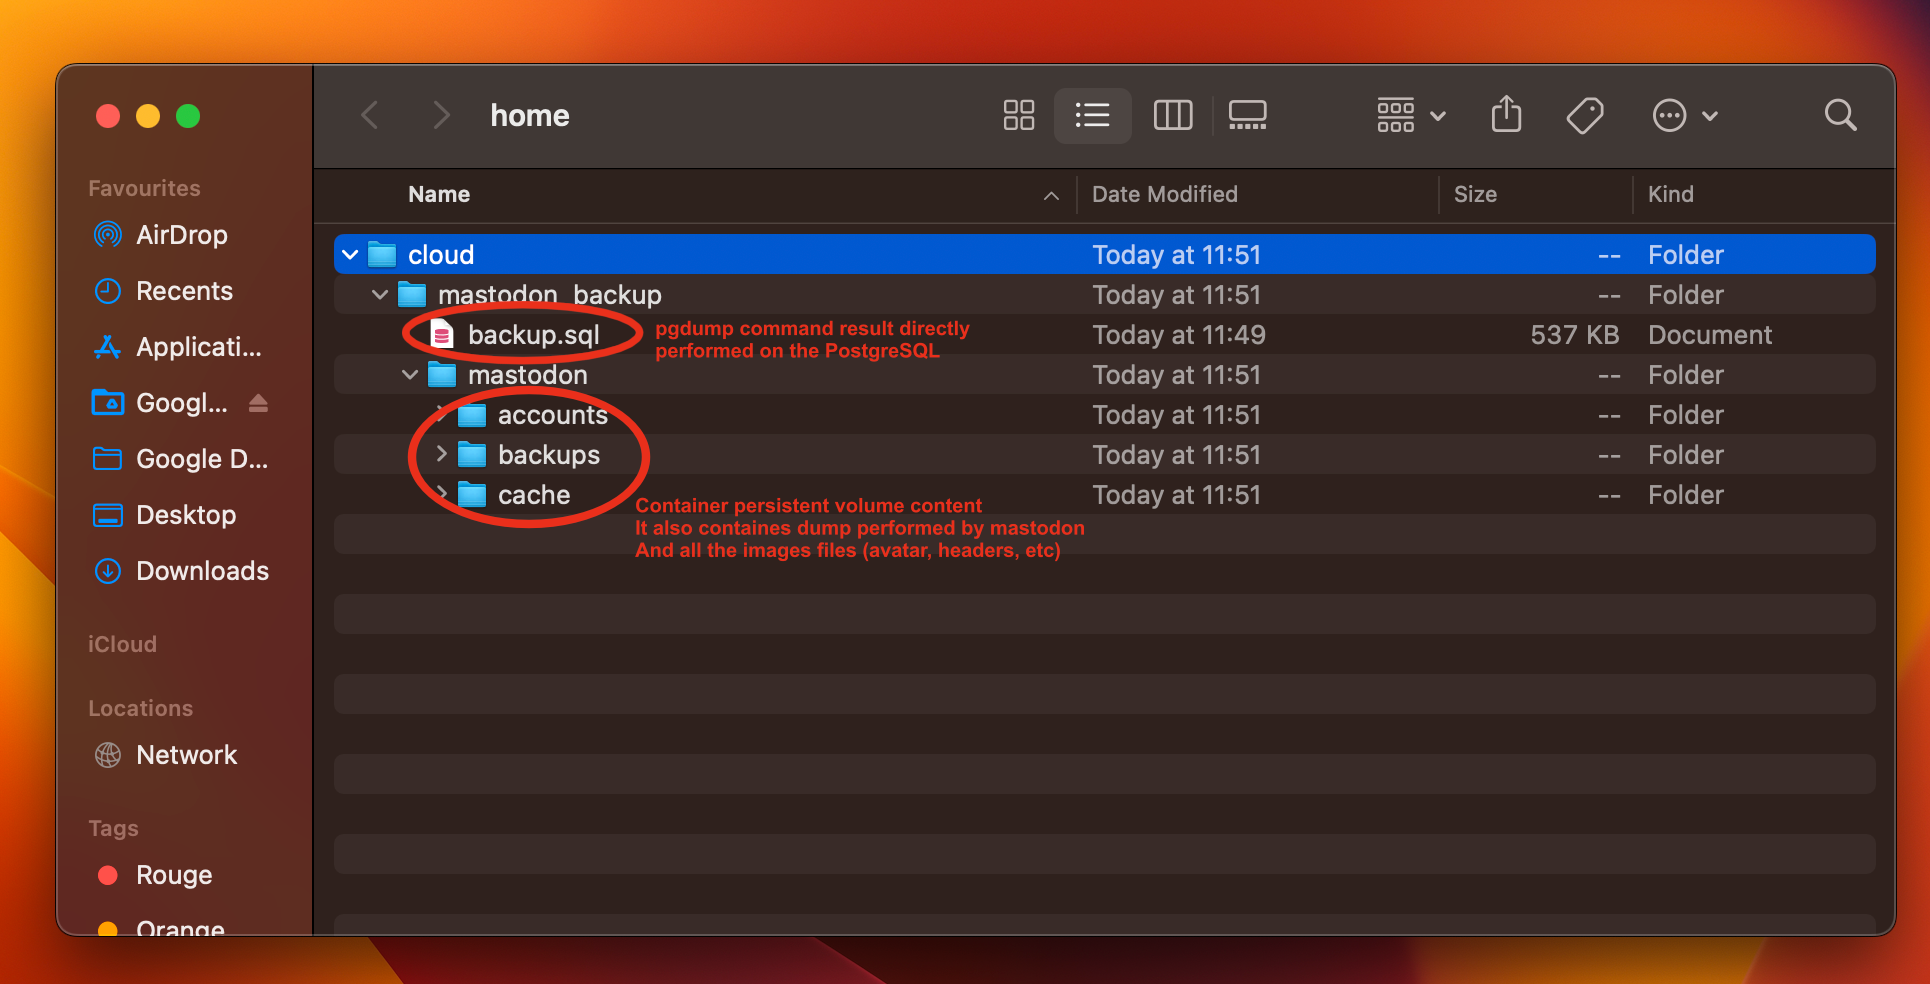 home
Favourites
AirDrop
Recents
Applicati...
Googl...
Google D...
Desktop
Downloads
iCloud
Locations
Network
Tags
Rouge
Orange
Name Date Modified Size Kind
cloud Today at 11:51 -- Folder
mastodon_backup Today at 11:51 -- Folder
backup.sql Today at 11:49 537 KB Document
pgdump command result directly
performed on the PostgreSQL
mastodon Today at 11:51 -- Folder
accounts Today at 11:51 -- Folder
backups Today at 11:51 -- Folder
cache Today at 11:51 -- Folder
Container persistent volume content
It also containes dump performed by mastodon
And all the images files (avatar, headers, etc)